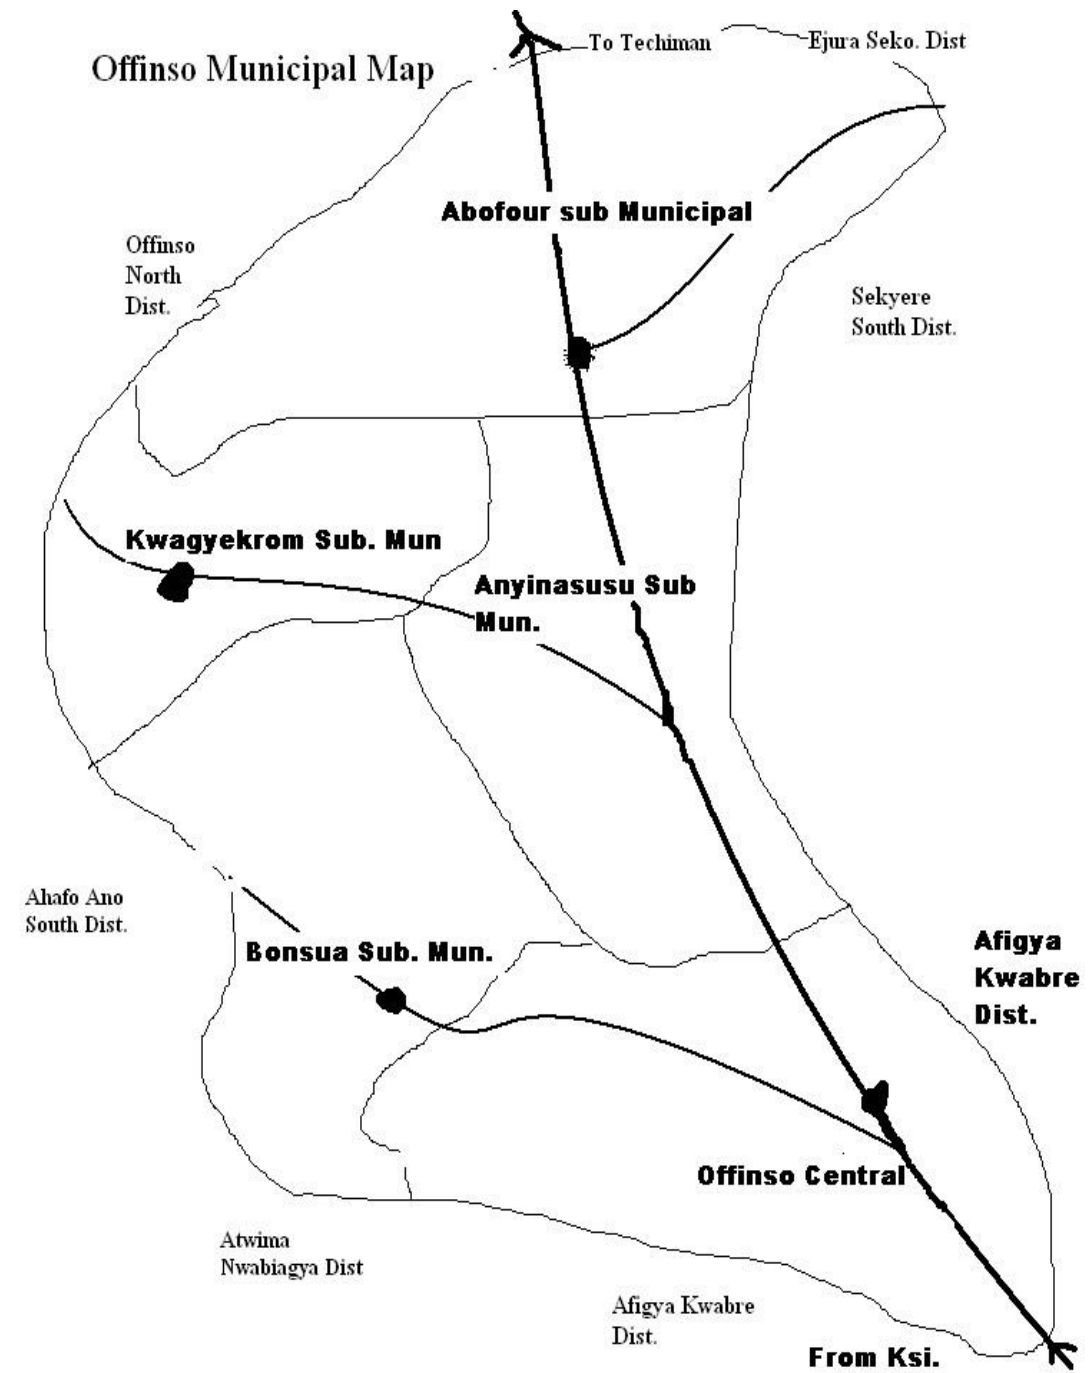 To Techiman
Ejura Seko. Dist
Offinso Municipal Map
Abofour sub Municipal
Offinso
North
Dist.
Sekyere
South Dist.
Kwagyekrom Sub. Mun
Anyinasusu Sub
Mun.
Ahafo Ano
South Dist.
Bonsua Sub. Mun.
Afigya
Kwabre
Dist.
Offinso Central
Atwima
Nwabiagya Dist
Afigya Kwabre
Dist.
From Ksi.